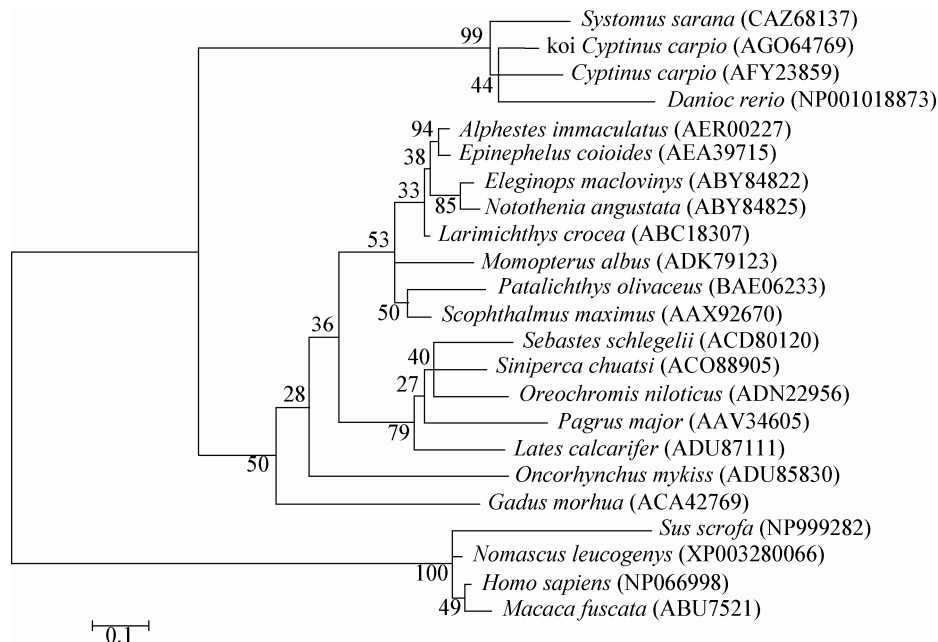 Systomus sarana (CAZ68137)
99
koi Cyptinus carpio (AGO64769)
Cyptinus carpio (AFY23859)
44
Danioc rerio (NP001018873)
94
Alphestes immaculatus (AER00227)
38
Epinephelus coioides (AEA39715)
33
Eleginops maclovinys (ABY84822)
85
Notothenia angustata (ABY84825)
53
Larimichthys crocea (ABC18307)
Momopterus albus (ADK79123)
Patalichthys olivaceus (BAE06233)
50
Scophthalmus maximus (AAX92670)
36
Sebastes schlegelii (ACD80120)
40
Siniperca chuatsi (ACO88905)
27
Oreochromis niloticus (ADN22956)
28
Pagrus major (AAV34605)
79
Lates calcarifer (ADU87111)
50
Oncorhynchus mykiss (ADU85830)
Gadus morhua (ACA42769)
Sus scrofa (NP999282)
Nomascus leucogenys (XP003280066)
100
Homo sapiens (NP066998)
49
Macaca fuscata (ABU7521)
0.1